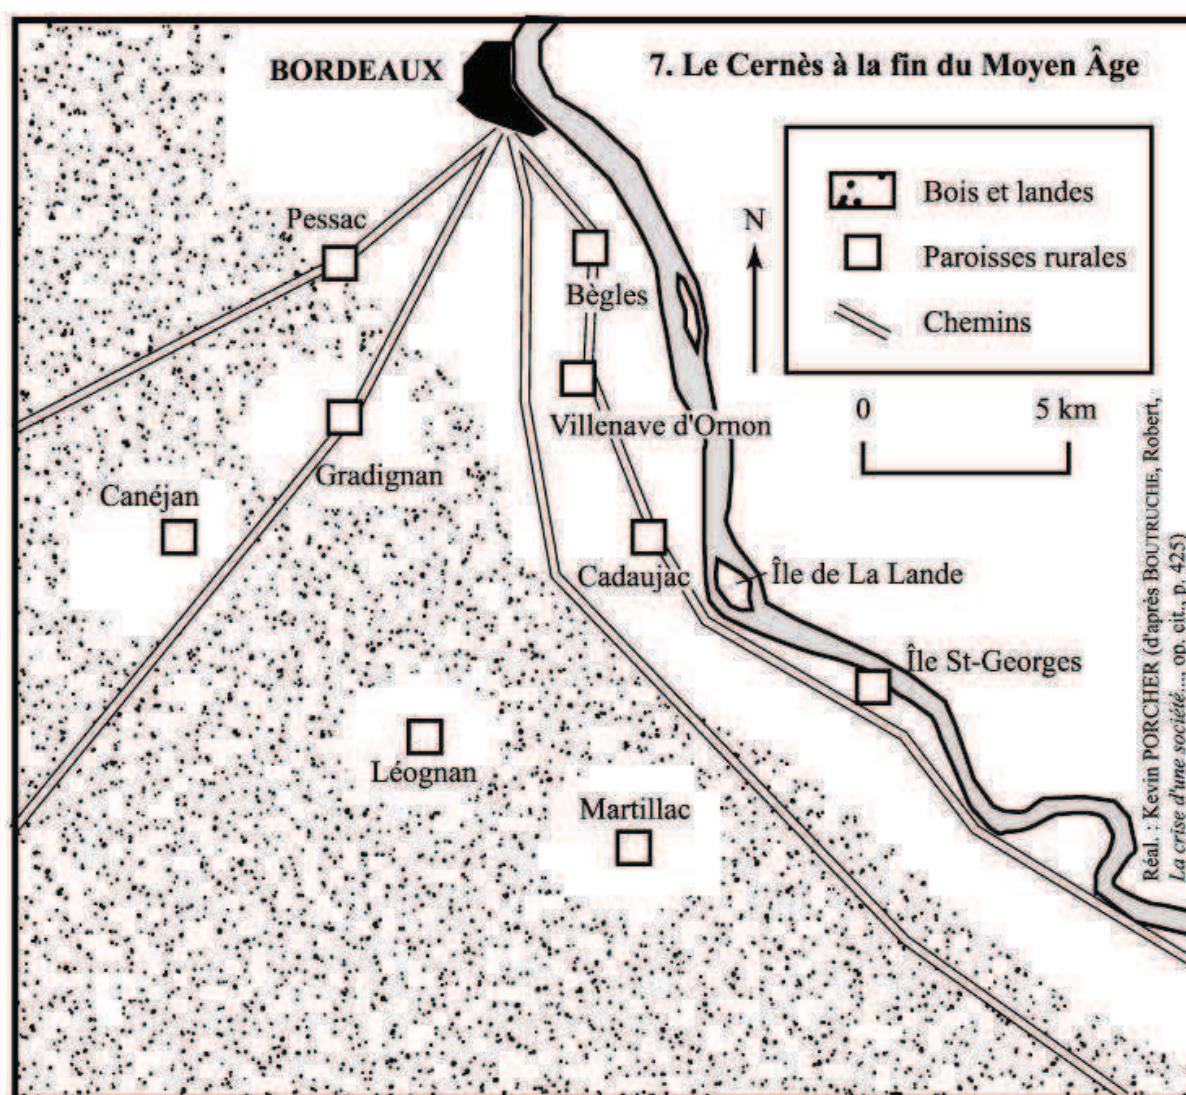 BORDEAUX
7. Le Cernès à la fin du Moyen Âge
Bois et landes
Paroisses rurales
Chemins
N
0 5 km
Pessac
Bègles
Villenave d'Ornon
Gradignan
Canéjan
Cadaujac
Île de La Lande
Île St-Georges
Léognan
Martillac
Réal. : Kevin PORCHER (d'après BOUTRUCHE, Robert,
La crise d'une société..., op. cit., p. 425)